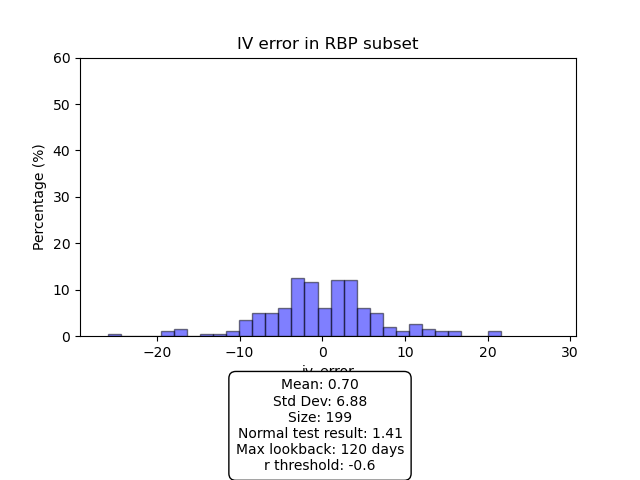 IV error in RBP subset
Percentage (%)
60
50
40
30
20
10
0
−20
−10
0
10
20
30
iv_error
Mean: 0.70
Std Dev: 6.88
Size: 199
Normal test result: 1.41
Max lookback: 120 days
r threshold: -0.6